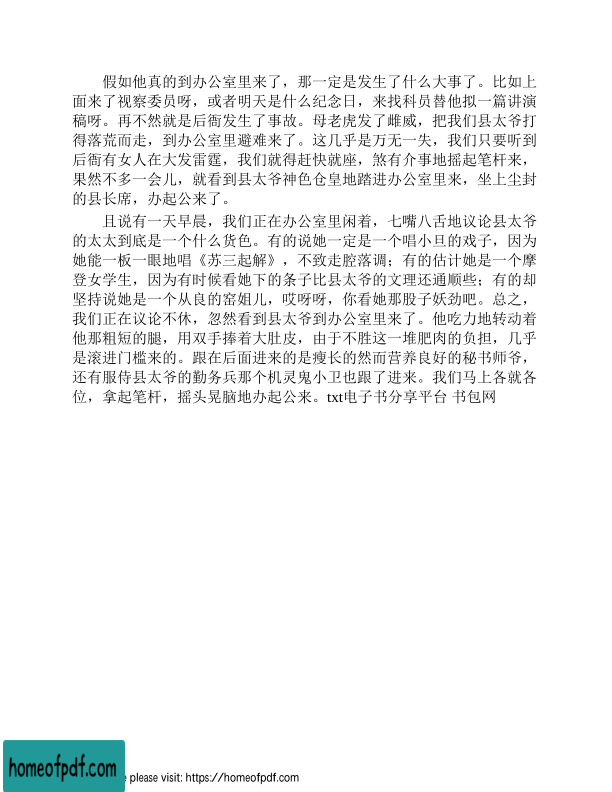 假如他真的到办公室里来了，那一定是发生了什么大事了。比如上
面来了视察委员呀，或者明天是什么纪念日，来找科员替他拟一篇讲演
稿呀。再不然就是后衙发生了事故。母老虎发了雌威，把我们县太爷打
得落荒而走，到办公室里避难来了。这几乎是万无一失，我们只要听到
后衙有女人在大发雷霆，我们就得赶快就座，煞有介事地摇起笔杆来，
果然不多一会儿，就看到县太爷神色仓皇地踏进办公室里来，坐上尘封
的县长席，办起公来了。
且说有一天早晨，我们正在办公室里闲着，七嘴八舌地议论县太爷
的太太到底是一个什么货色。有的说她一定是一个唱小旦的戏子，因为
她能一板一眼地唱《苏三起解》，不致走腔落调；有的估计她是一个摩
登女学生，因为有时候看她下的条子比县太爷的文理还通顺些；有的却
坚持说她是一个从良的窑姐儿，哎呀呀，你看她那股子妖劲吧。总之，
我们正在议论不休，忽然看到县太爷到办公室里来了。他吃力地转动着
他那粗短的腿，用双手捧着大肚皮，由于不胜这一堆肥肉的负担，几乎
是滚进门槛来的。跟在后面进来的是瘦长的然而营养良好的秘书师爷，
还有服侍县太爷的勤务兵那个机灵鬼小卫也跟了进来。我们马上各就各
位，拿起笔杆，摇头晃脑地办起公来。txt电子书分享平台 书包网
homeofpdf.com
e please visit: https://homeofpdf.com